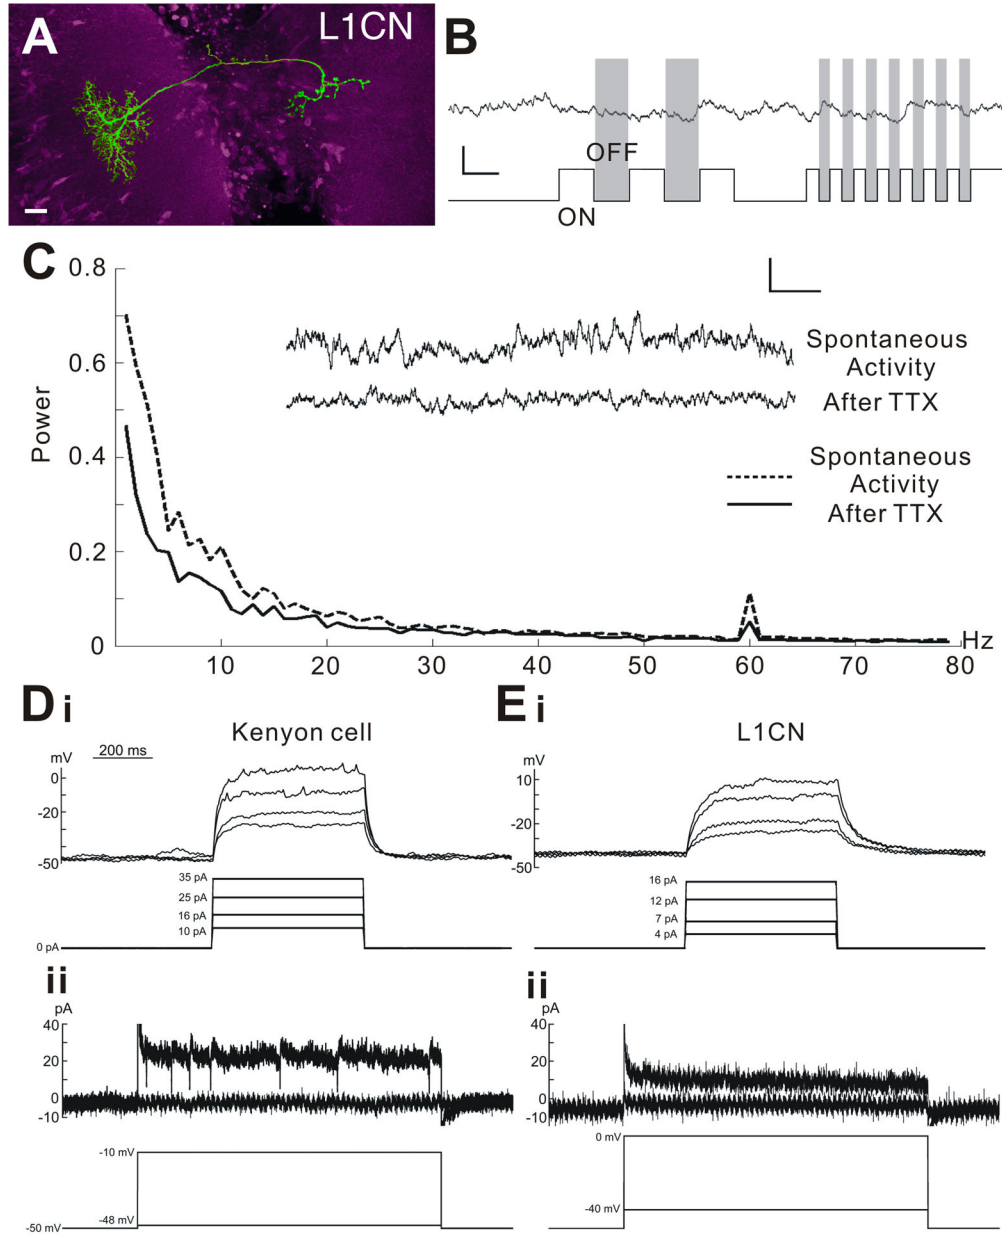 A
L1CN
B
OFF
ON
C
0.8
0.6
0.4
0.2
0
Power
Spontaneous
Activity
After TTX
Spontaneous
Activity
After TTX
10
20
30
40
50
60
70
80
Hz
D i
Kenyon cell
200 ms
mV
0
-20
-50
35 pA
25 pA
16 pA
10 pA
0 pA
E i
L1CN
mV
10
-20
-50
16 pA
12 pA
7 pA
4 pA
ii
pA
40
20
0
-10
-10 mV
-48 mV
-50 mV
ii
pA
40
20
0
-10
0 mV
-40 mV